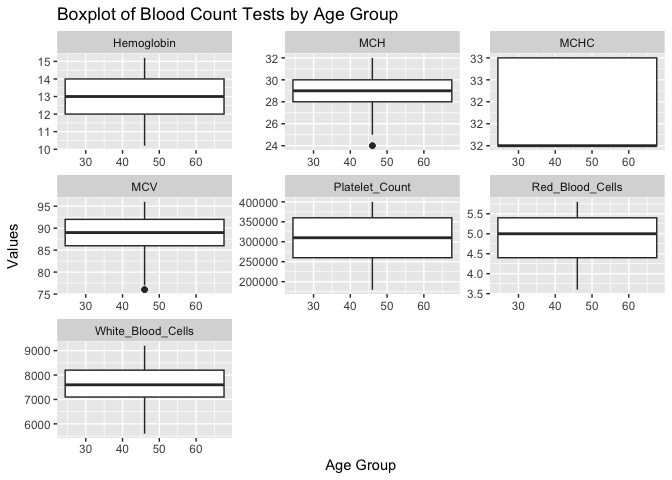 Boxplot of Blood Count Tests by Age Group
Hemoglobin
MCH
MCHC
15
14
13
12
11
10
32
30
28
26
24
33
33
32
32
32
30 40 50 60
30 40 50 60
30 40 50 60
MCV
Platelet_Count
Red_Blood_Cells
95
90
85
80
75
400000
350000
300000
250000
200000
5.5
5.0
4.5
4.0
3.5
30 40 50 60
30 40 50 60
30 40 50 60
White_Blood_Cells
9000
8000
7000
6000
30 40 50 60
Values
Age Group